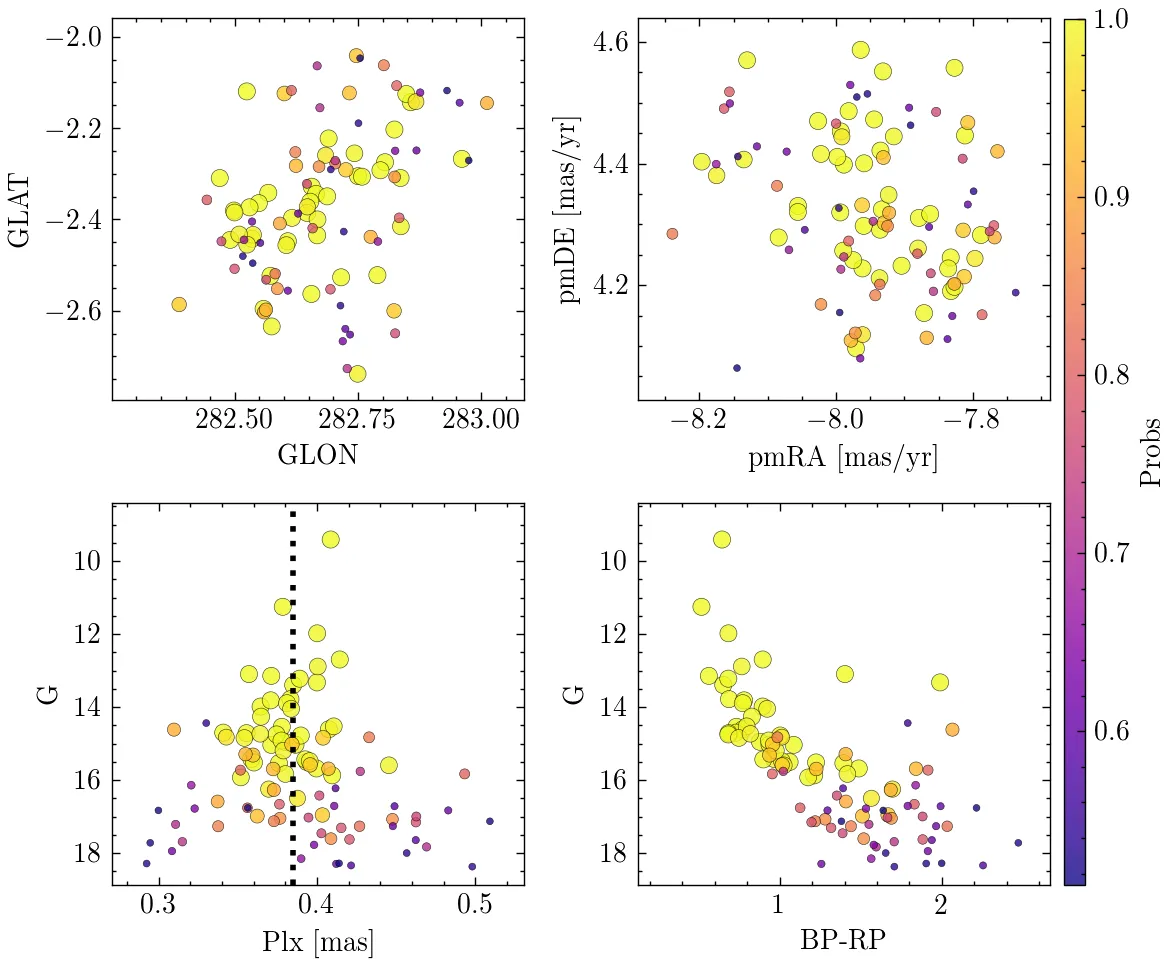 −2.0
−2.2
−2.4
−2.6
GLAT
282.50 282.75 283.00
GLON
4.6
4.4
4.2
pmDE [mas/yr]
−8.2 −8.0 −7.8
pmRA [mas/yr]
1.0
0.9
0.8
0.7
0.6
Probs
10
12
14
16
18
G
0.3 0.4 0.5
Plx [mas]
10
12
14
16
18
G
1 2
BP-RP